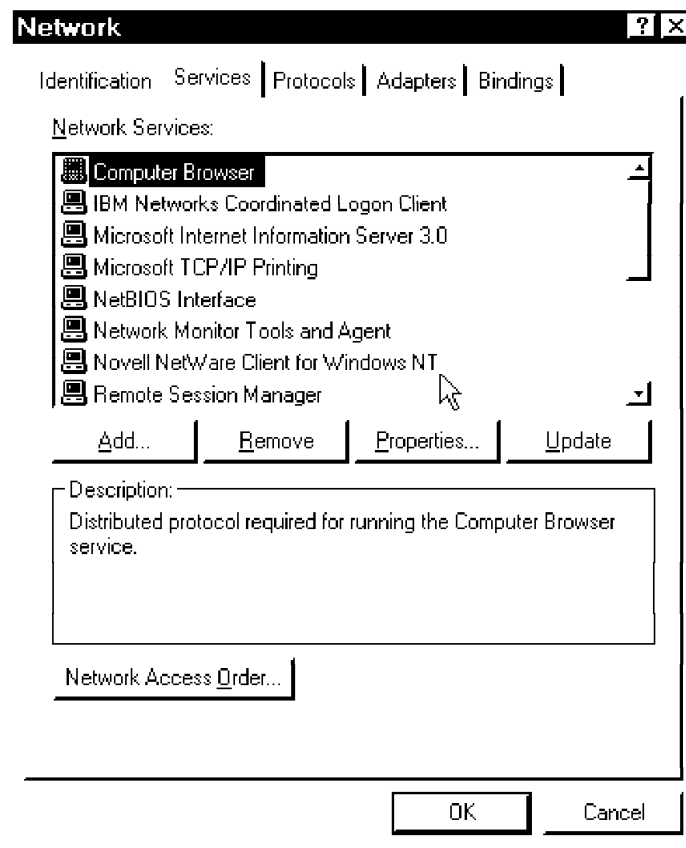 Network
Identification Services Protocols Adapters Bindings
Network Services:
Computer Browser
IBM Networks Coordinated Logon Client
Microsoft Internet Information Server 3.0
Microsoft TCP/IP Printing
NetBIOS Interface
Network Monitor Tools and Agent
Novell NetWare Client for Windows NT
Remote Session Manager
Add... Remove Properties... Update
Description:
Distributed protocol required for running the Computer Browser
service.
Network Access Order...
OK Cancel